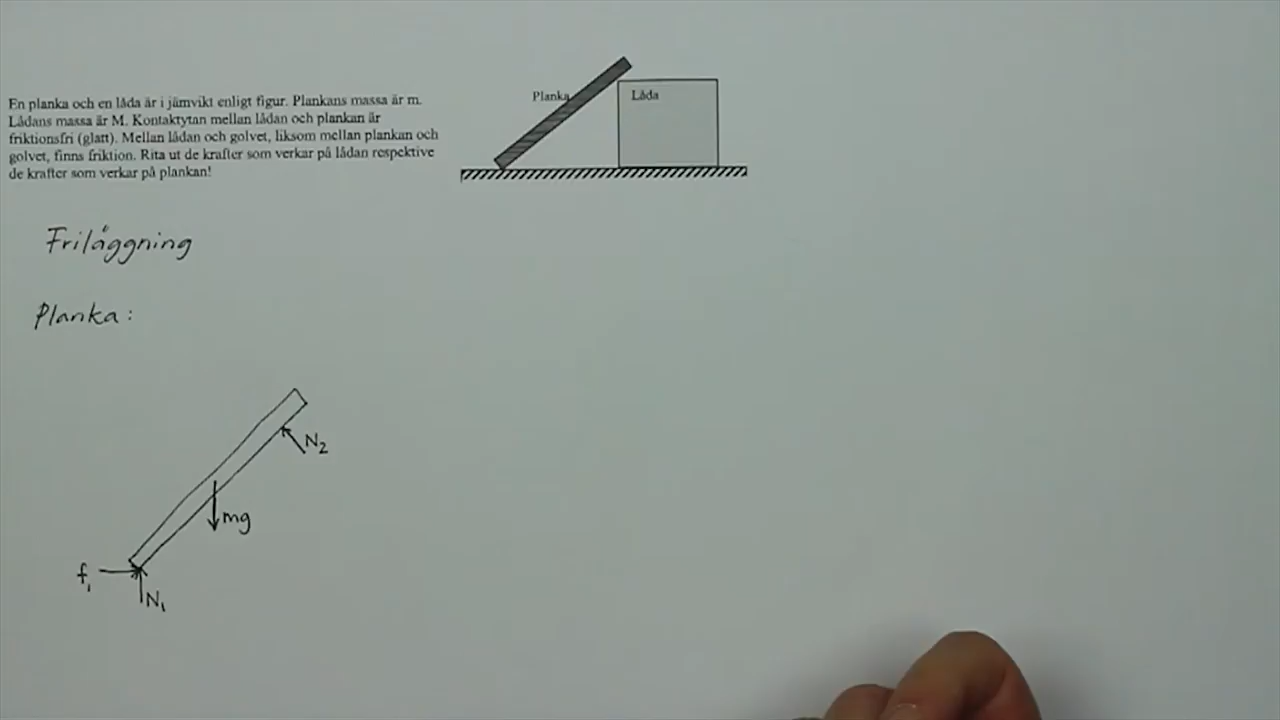 En planka och en låda är i jämvikt enligt figur. Plankans massa är m.
Lådans massa är M. Kontaktytan mellan lådan och plankan är
friktionsfri (glatt). Mellan lådan och golvet, liksom mellan plankan och
golvet, finns friktion. Rita ut de krafter som verkar på lådan respektive
de krafter som verkar på plankan!
Planka
Låda
Friläggning
Planka:
N₂
mg
f₁
N₁